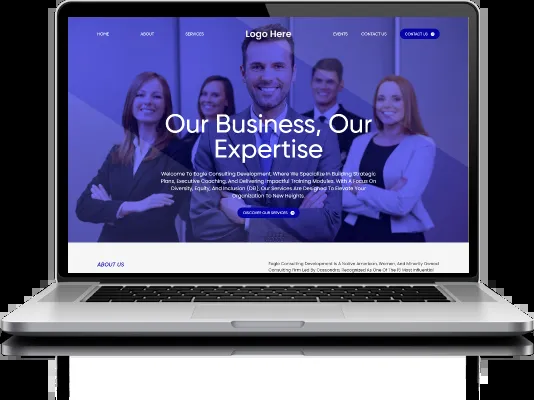 HOME
ABOUT
SERVICES
Logo Here
EVENTS
CONTACT US
CONTACT US
Our Business, Our
Expertise
Welcome To Eagle Consulting Development, Where We Specialize In Building Strategic
Plans, Executive Coaching, And Delivering Impactful Training Modules, With A Focus On
Diversity, Equity, And Inclusion (DEI). Our Services Are Designed To Elevate Your
Organization To New Heights.
DISCOVER OUR SERVICES
ABOUT US
Eagle Consulting Development Is A Native American, Women, And Minority Owned
Consulting Firm Led By Cassandra, Recognized As One Of The 10 Most Influential